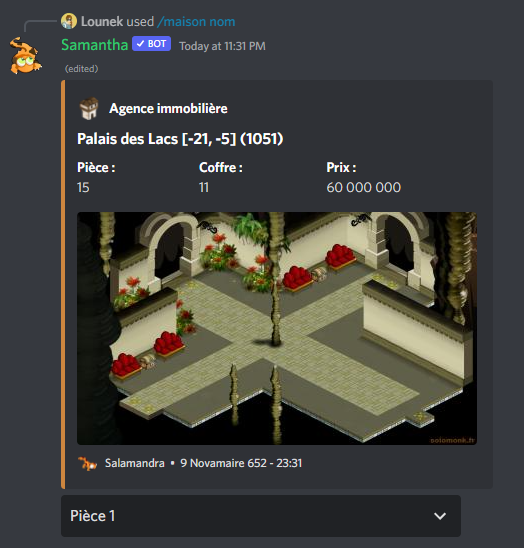 Lounek used /maison nom
Samantha ✓ BOT Today at 11:31 PM
(edited)
Agence immobilière
Palais des Lacs [-21, -5] (1051)
Pièce : Coffre : Prix :
15 11 60 000 000
solomonk.fr
Salamandra • 9 Novamaire 652 - 23:31
Pièce 1